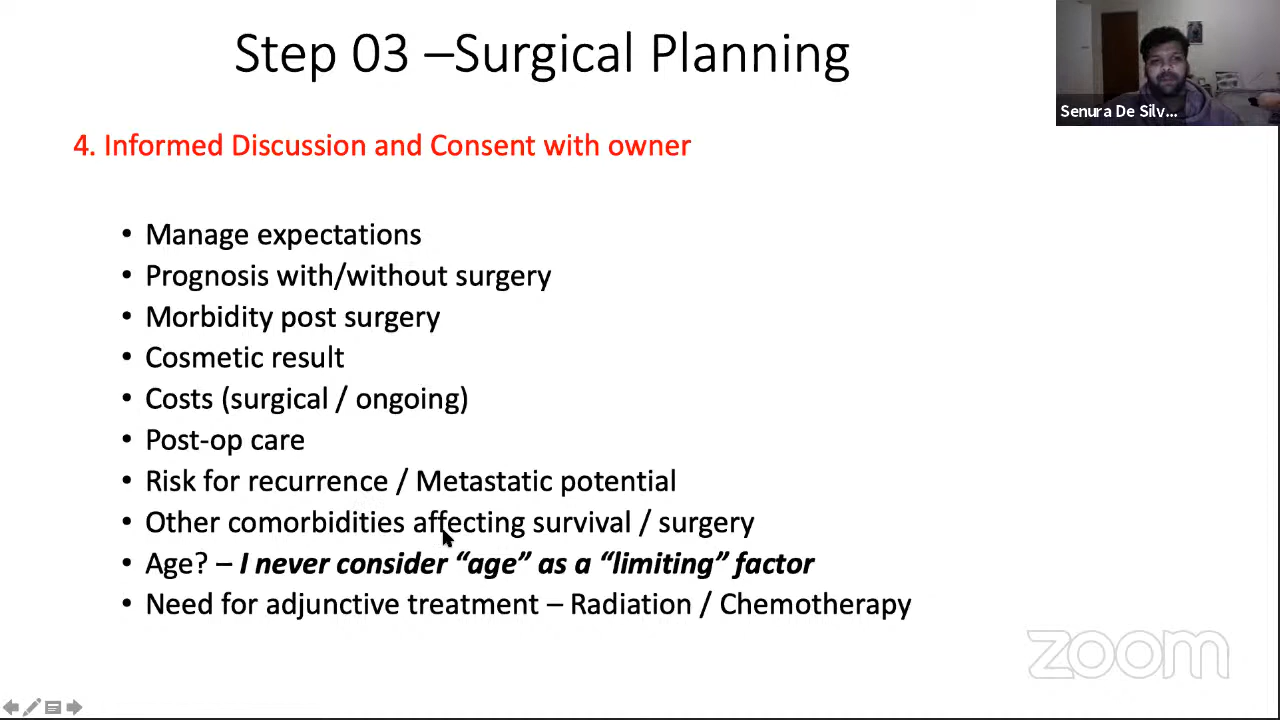 Step 03 –Surgical Planning
Senura De Silv...
4. Informed Discussion and Consent with owner
• Manage expectations
• Prognosis with/without surgery
• Morbidity post surgery
• Cosmetic result
• Costs (surgical / ongoing)
• Post-op care
• Risk for recurrence / Metastatic potential
• Other comorbidities affecting survival / surgery
• Age? – I never consider “age” as a “limiting” factor
• Need for adjunctive treatment – Radiation / Chemotherapy
zoom